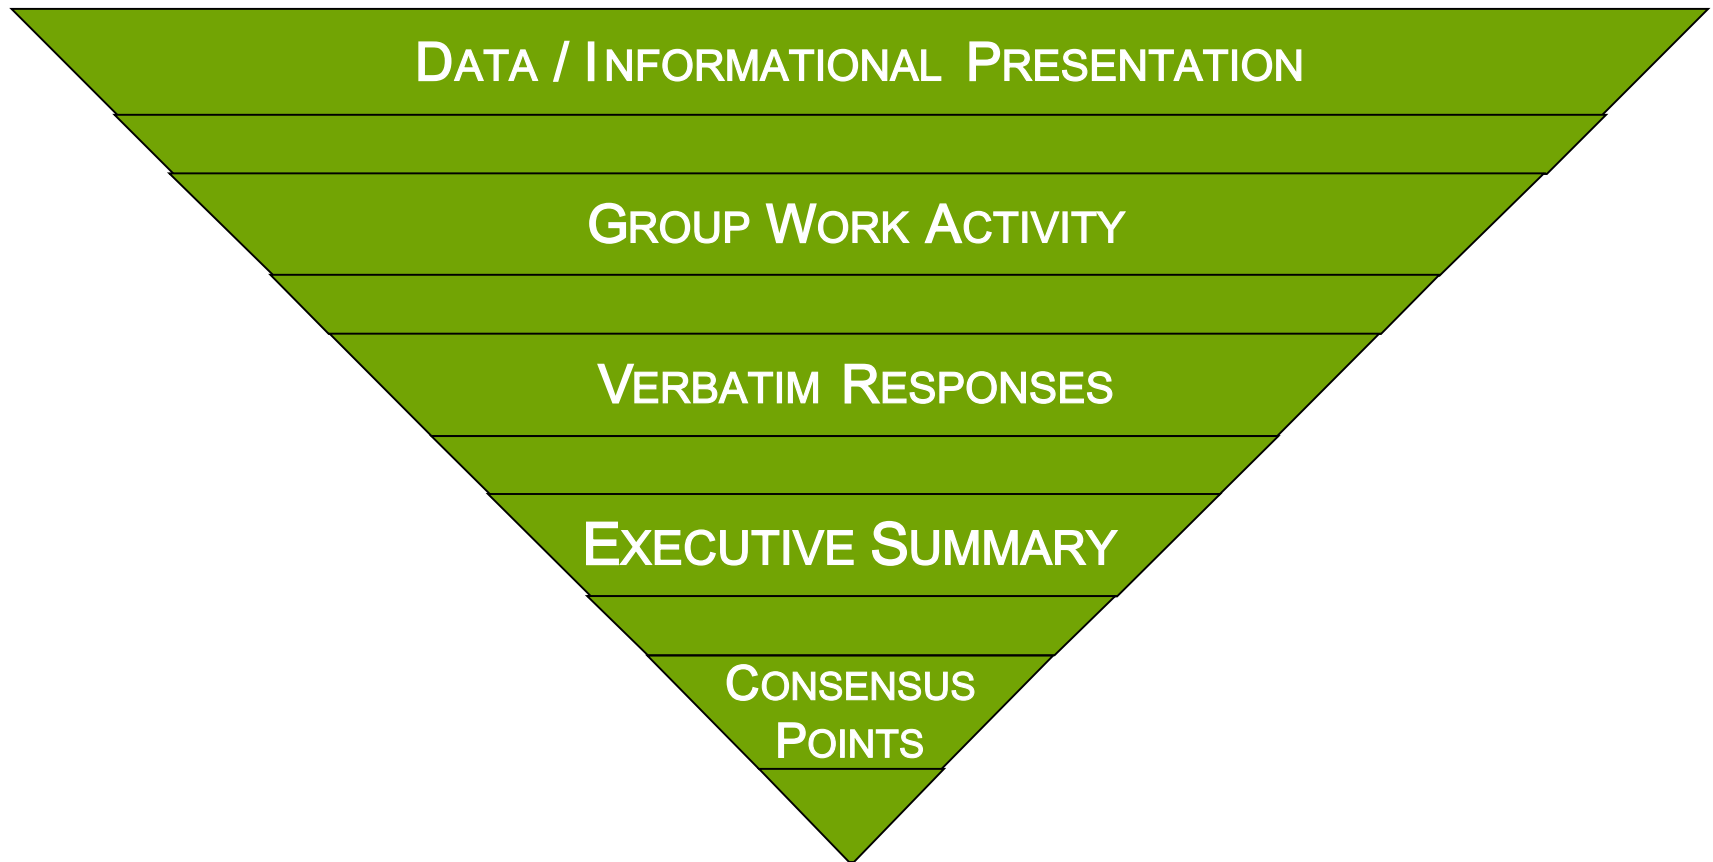 DATA / INFORMATIONAL PRESENTATION
GROUP WORK ACTIVITY
VERBATIM RESPONSES
EXECUTIVE SUMMARY
CONSENSUS
POINTS